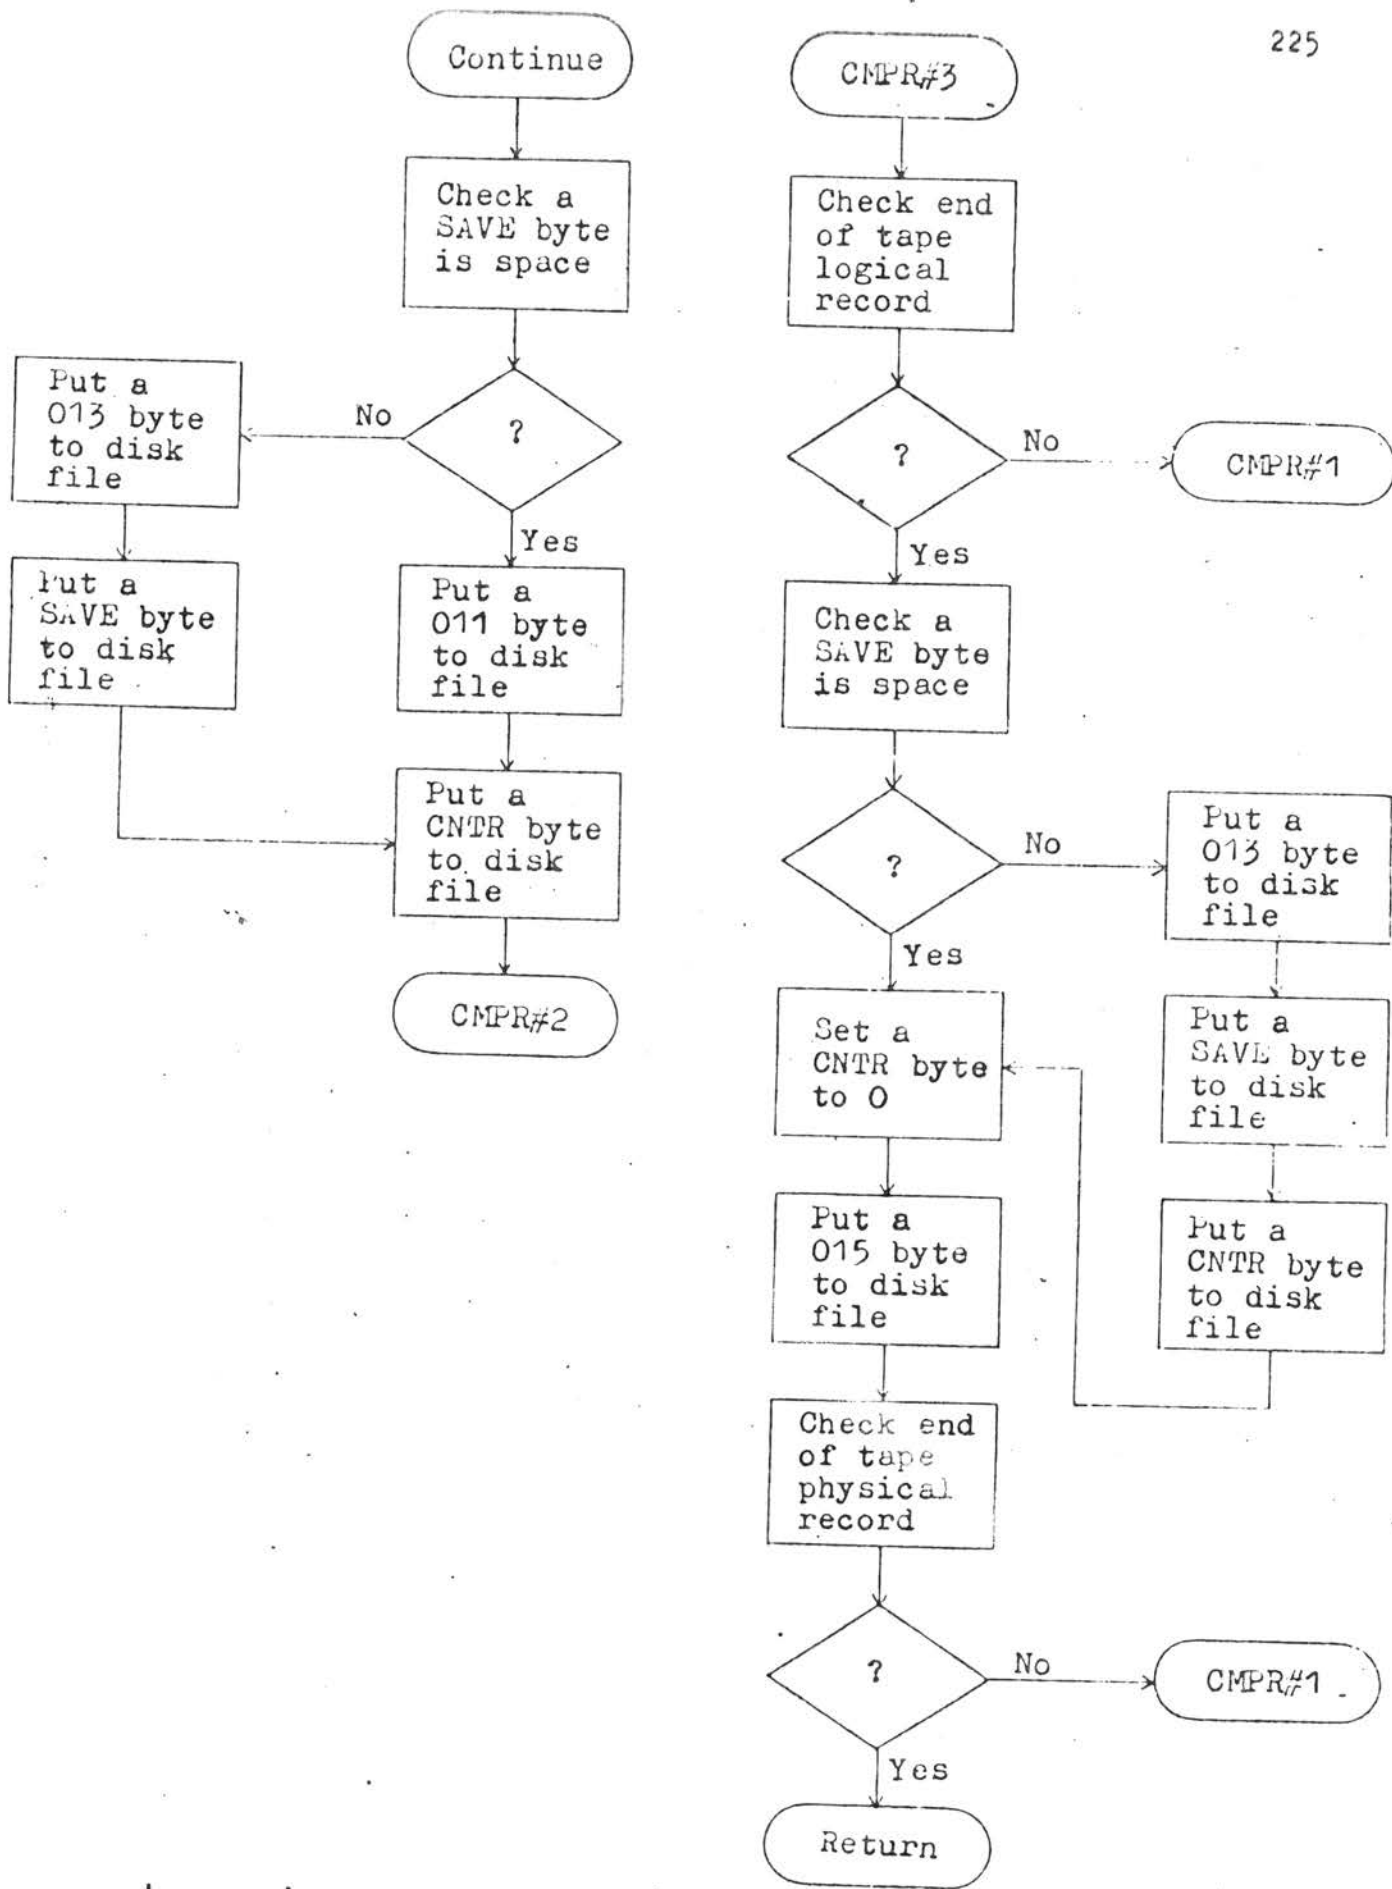 225
Continue
Check a
SAVE byte
is space
?
No
Put a
013 byte
to disk
file
Put a
SAVE byte
to disk
file
Yes
Put a
011 byte
to disk
file
Put a
CNTR byte
to disk
file
CMPR#2
CMPR#3
Check end
of tape
logical
record
?
No
CMPR#1
Yes
Check a
SAVE byte
is space
?
No
Put a
013 byte
to disk
file
Put a
SAVE byte
to disk
file
Put a
CNTR byte
to disk
file
Yes
Set a
CNTR byte
to 0
Put a
015 byte
to disk
file
Check end
of tape
physical
record
?
No
CMPR#1
Yes
Return